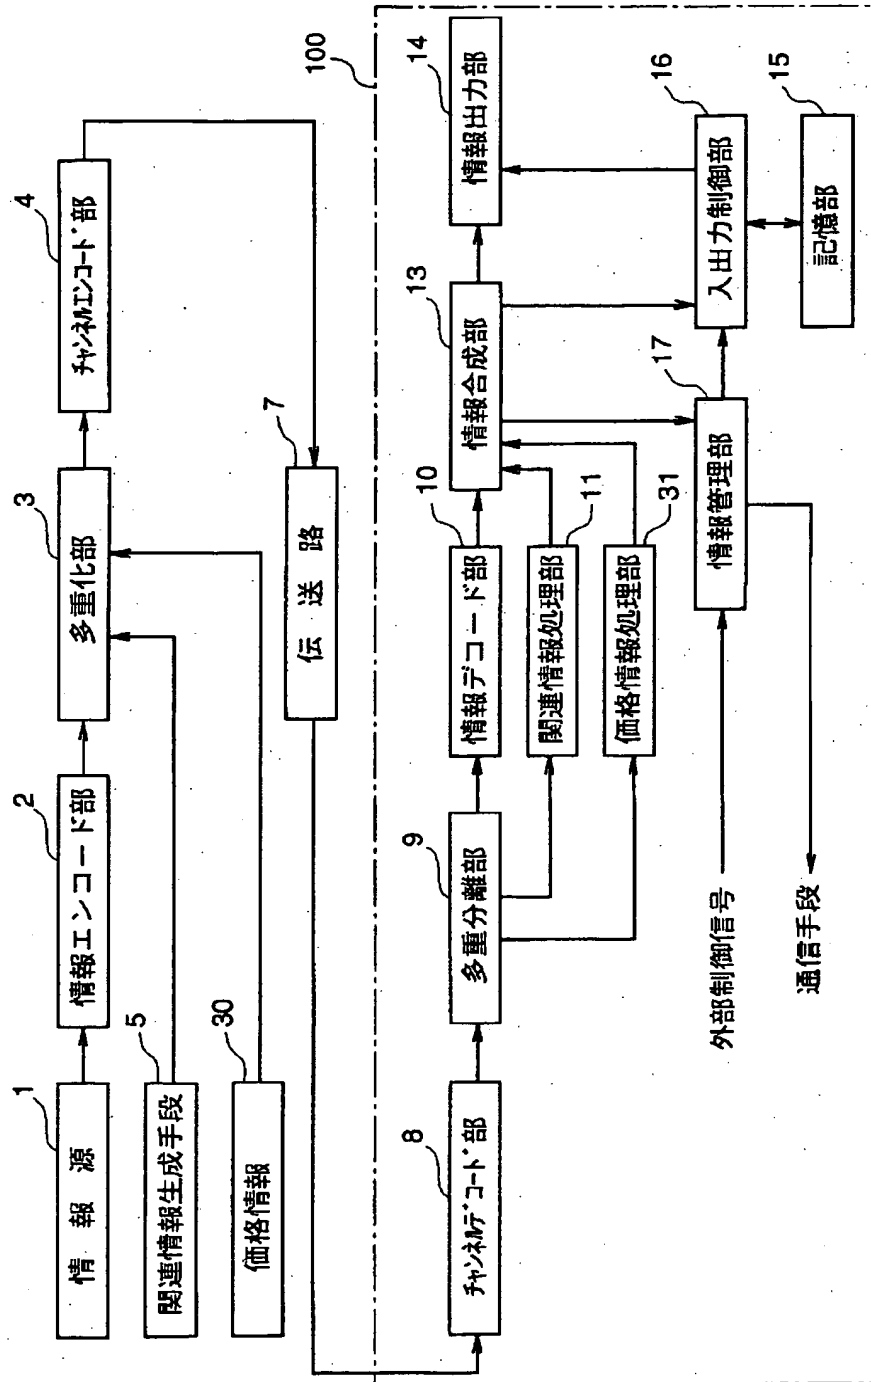 1
情報源
2
情報エンコード部
3
多重化部
4
チャンネルエンコード部
5
関連情報生成手段
30
価格情報
7
伝送路
100
8
チャンネルデコード部
9
多重分離部
10
情報デコード部
11
関連情報処理部
31
価格情報処理部
13
情報合成部
14
情報出力部
17
情報管理部
16
入出力制御部
15
記憶部
外部制御信号
通信手段